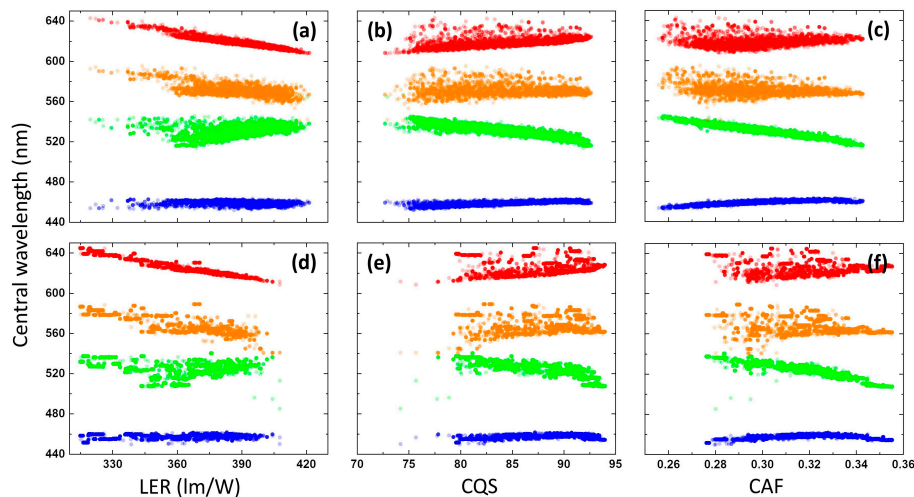 (a) (b) (c)
640
600
560
520
480
440
Central wavelength (nm)
(d) (e) (f)
640
600
560
520
480
440
330 360 390 420 70 75 80 85 90 95 0.26 0.28 0.30 0.32 0.34 0.36
LER (lm/W) CQS CAF